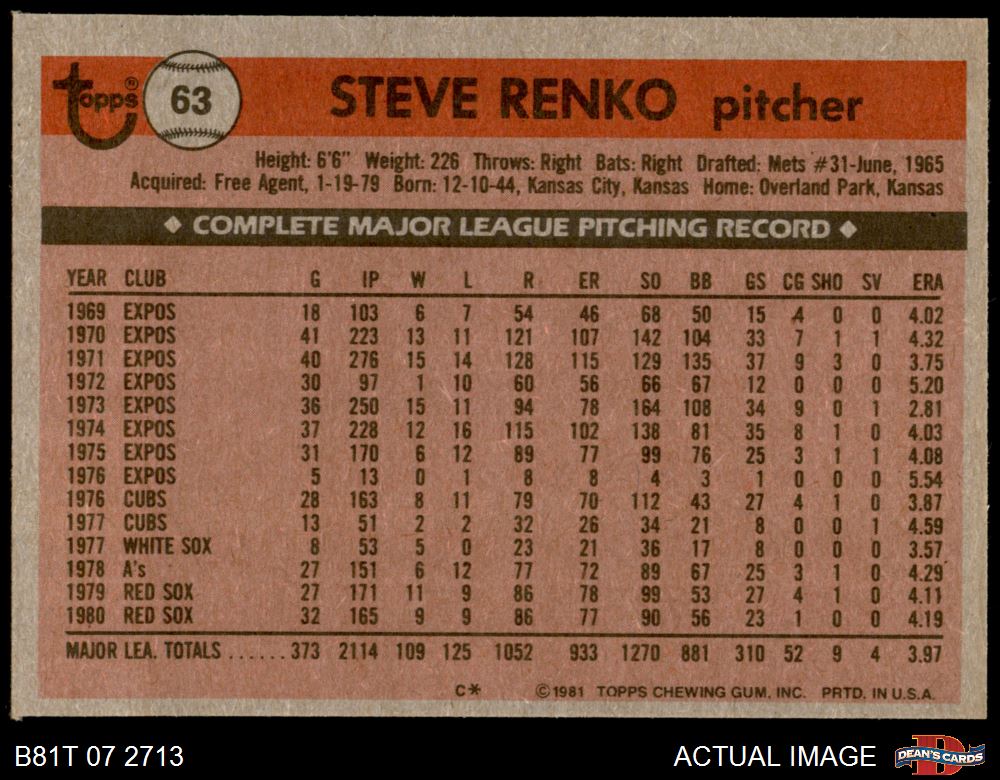 topps® 63 STEVE RENKO pitcher
Height: 6'6" Weight: 226 Throws: Right Bats: Right Drafted: Mets #31-June, 1965
Acquired: Free Agent, 1-19-79 Born: 12-10-44, Kansas City, Kansas Home: Overland Park, Kansas
◆ COMPLETE MAJOR LEAGUE PITCHING RECORD ◆
YEAR CLUB G IP W L R ER SO BB GS CG SHO SV ERA
1969 EXPOS 18 103 6 7 54 46 68 50 15 4 0 0 4.02
1970 EXPOS 41 223 13 11 121 107 142 104 33 7 1 1 4.32
1971 EXPOS 40 276 15 14 128 115 129 135 37 9 3 0 3.75
1972 EXPOS 30 97 1 10 60 56 66 67 12 0 0 0 5.20
1973 EXPOS 36 250 15 11 94 78 164 108 34 9 0 1 2.81
1974 EXPOS 37 228 12 16 115 102 138 81 35 8 1 0 4.03
1975 EXPOS 31 170 6 12 89 77 99 76 25 3 1 1 4.08
1976 EXPOS 5 13 0 1 8 8 4 3 1 0 0 0 5.54
1976 CUBS 28 163 8 11 79 70 112 43 27 4 1 0 3.87
1977 CUBS 13 51 2 2 32 26 34 21 8 0 0 1 4.59
1977 WHITE SOX 8 53 5 0 23 21 36 17 8 0 0 0 3.57
1978 A's 27 151 6 12 77 72 89 67 25 3 1 0 4.29
1979 RED SOX 27 171 11 9 86 78 99 53 27 4 1 0 4.11
1980 RED SOX 32 165 9 9 86 77 90 56 23 1 0 0 4.19
MAJOR LEA. TOTALS ...... 373 2114 109 125 1052 933 1270 881 310 52 9 4 3.97
C* ©1981 TOPPS CHEWING GUM, INC. PRTD. IN U.S.A.
B81T 07 2713 ACTUAL IMAGE DEAN'S CARDS